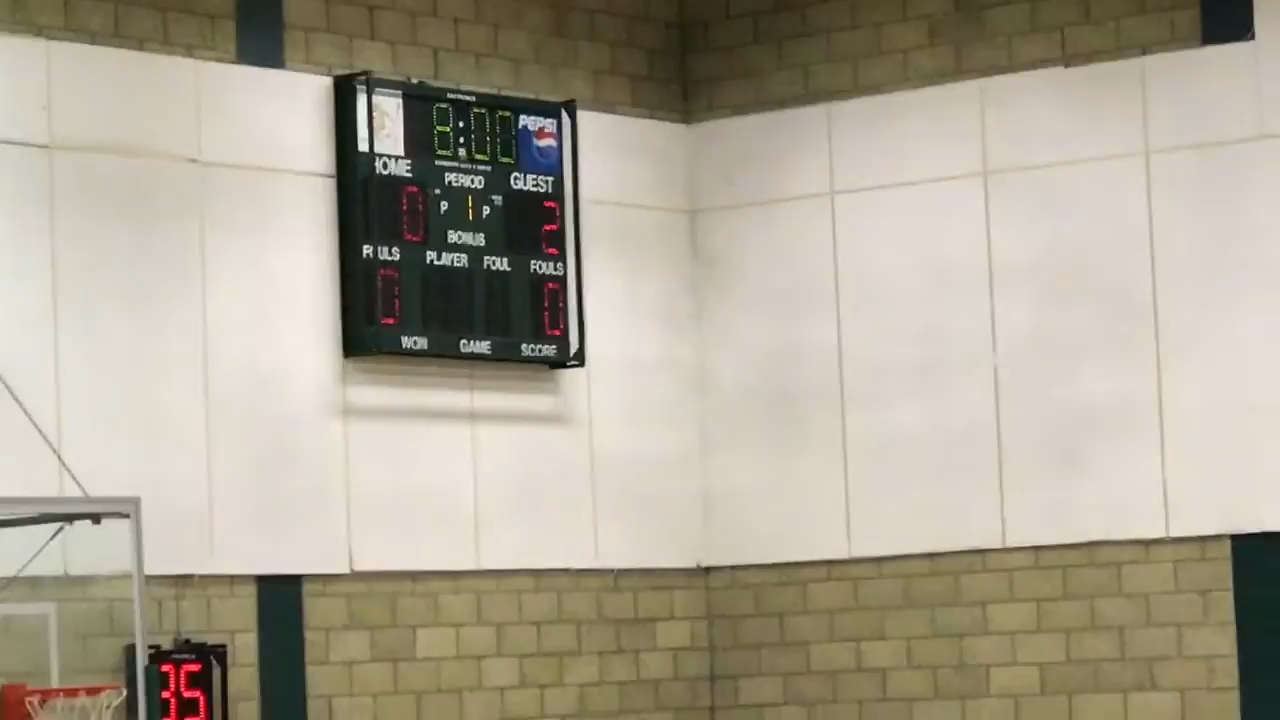 8:00
PEPSI
HOME
PERIOD
GUEST
0 P 1 P 2
BONUS
FOULS PLAYER FOUL FOULS
0 0
WON GAME SCORE
35